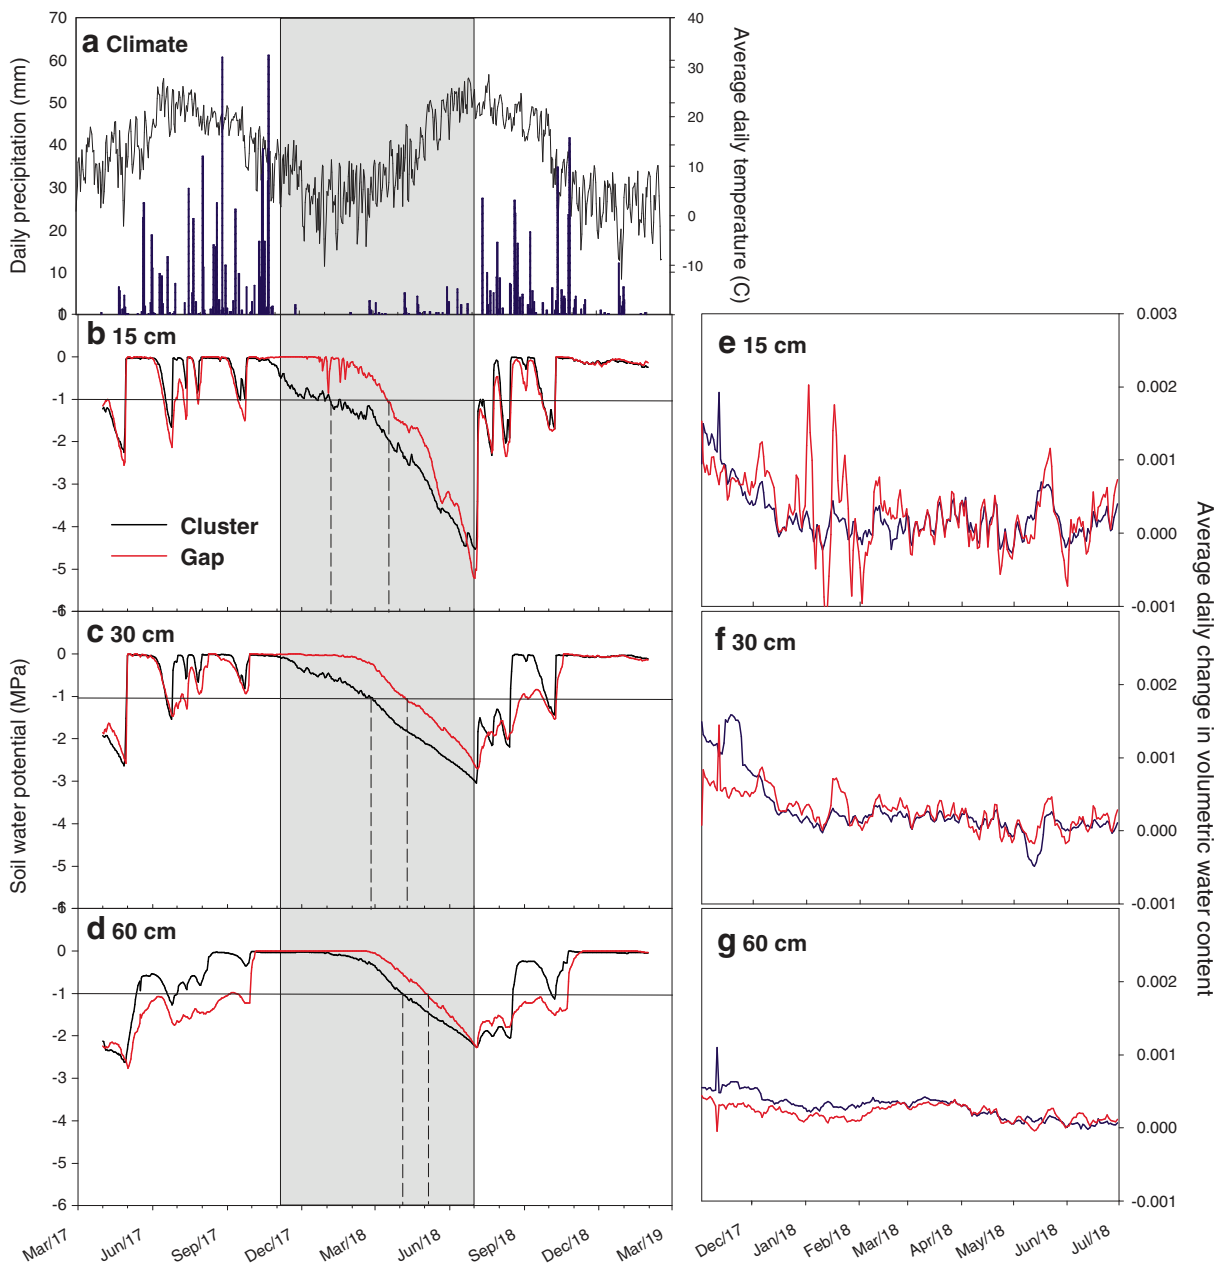 a Climate
Daily precipitation (mm)
70
60
50
40
30
20
10
0
40
30
20
10
0
-10
Average daily temperature (C)
b 15 cm
1
0
-1
-2
-3
-4
-5
-6
Cluster
Gap
c 30 cm
Soil water potential (MPa)
1
0
-1
-2
-3
-4
-5
-6
d 60 cm
1
0
-1
-2
-3
-4
-5
-6
Mar/17
Jun/17
Sep/17
Dec/17
Mar/18
Jun/18
Sep/18
Dec/18
Mar/19
e 15 cm
0.003
0.002
0.001
0.000
-0.001
f 30 cm
0.002
0.001
0.000
-0.001
g 60 cm
0.002
0.001
0.000
-0.001
Average daily change in volumetric water content
Dec/17
Jan/18
Feb/18
Mar/18
Apr/18
May/18
Jun/18
Jul/18